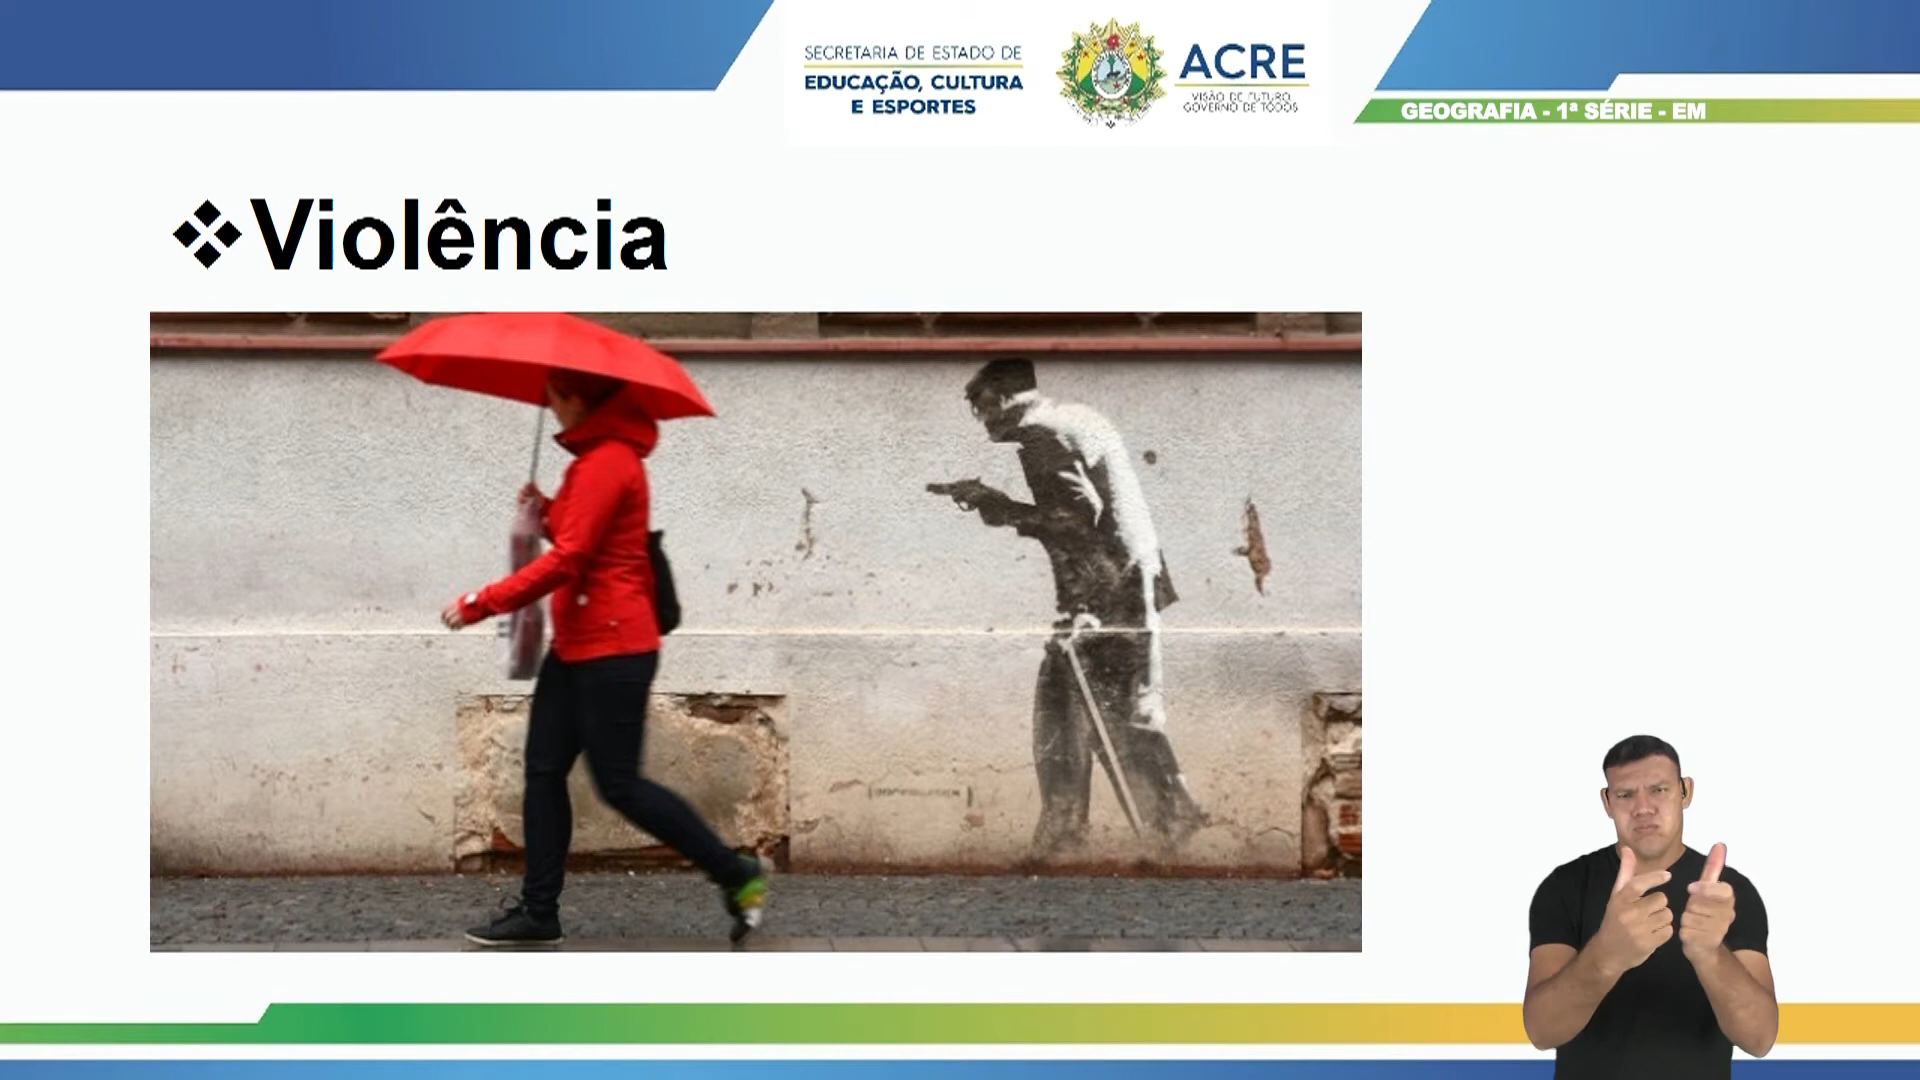 SECRETARIA DE ESTADO DE
EDUCAÇÃO, CULTURA
E ESPORTES
ACRE
VISÃO DE FUTURO,
GOVERNO DE TODOS
GEOGRAFIA - 1ª SÉRIE - EM
❖Violência